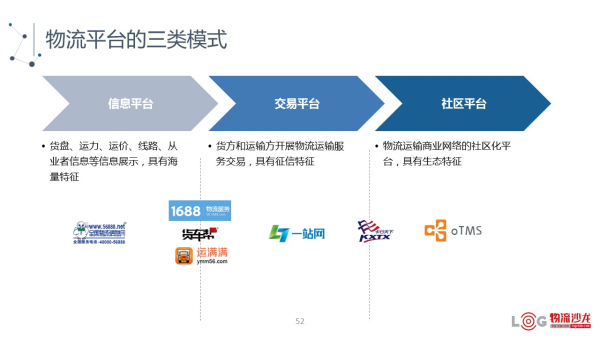 物流平台的三类模式
信息平台
交易平台
社区平台
• 货盘、运力、运价、线路、从
业者信息等信息展示，具有海
量特征
• 货方和运输方开展物流运输服
务交易，具有征信特征
• 物流运输商业网络的社区化平
台，具有生态特征
1688 物流服务
www.56888.net
全国服务电话:40000-56888
货车帮
运满满
ymm56.com
一站网
KXTX
oTMS
52
LOG 物流沙龙